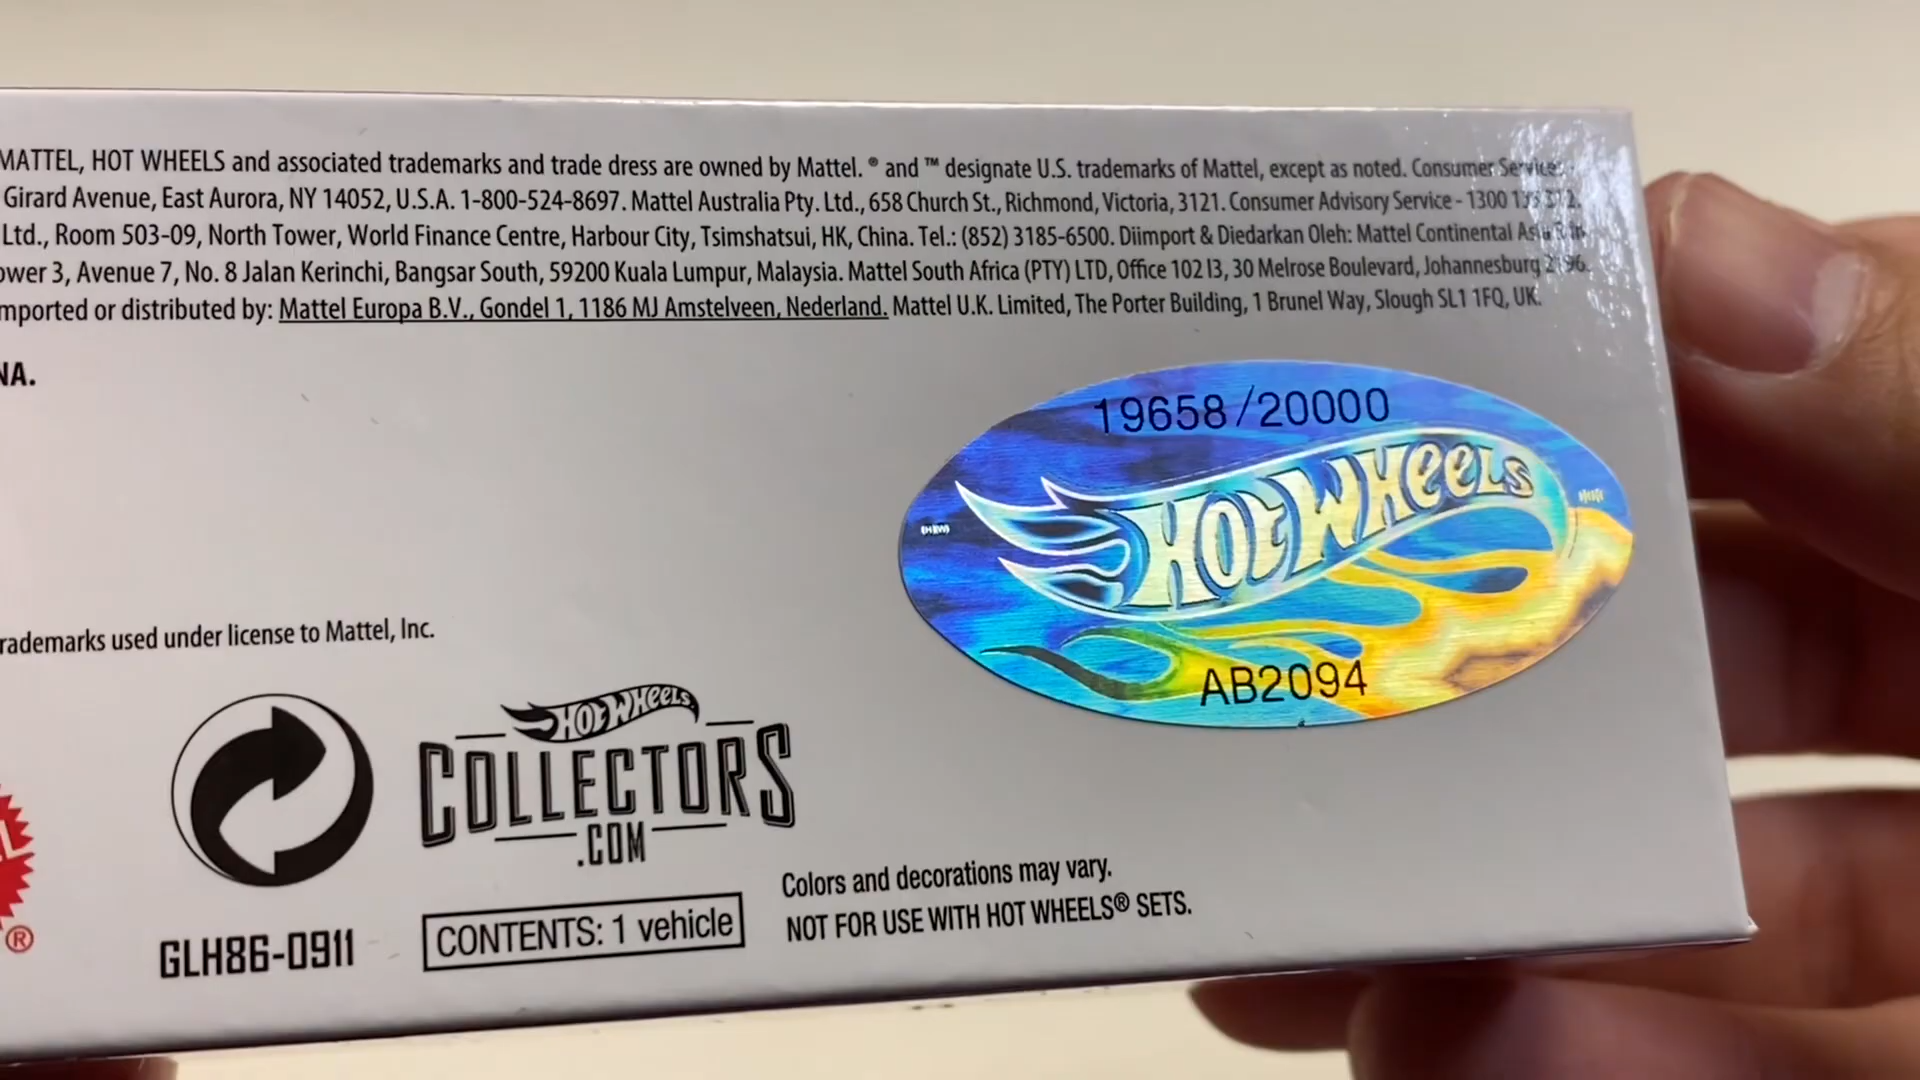 MATTEL, HOT WHEELS and associated trademarks and trade dress are owned by Mattel. ® and ™ designate U.S. trademarks of Mattel, except as noted. Consumer Services
Girard Avenue, East Aurora, NY 14052, U.S.A. 1-800-524-8697. Mattel Australia Pty. Ltd., 658 Church St., Richmond, Victoria, 3121. Consumer Advisory Service - 1300
Ltd., Room 503-09, North Tower, World Finance Centre, Harbour City, Tsimshatsui, HK, China. Tel.: (852) 3185-6500. Diimport & Diedarkan Oleh: Mattel Continental
Tower 3, Avenue 7, No. 8 Jalan Kerinchi, Bangsar South, 59200 Kuala Lumpur, Malaysia. Mattel South Africa (PTY) LTD, Office 102 I3, 30 Melrose Boulevard, Johannesburg
mported or distributed by: Mattel Europa B.V., Gondel 1, 1186 MJ Amstelveen, Nederland. Mattel U.K. Limited, The Porter Building, 1 Brunel Way, Slough SL1 1FQ, UK.
NA.
19658/20000
HOT WHEELS
AB2094
rademarks used under license to Mattel, Inc.
HOT WHEELS
COLLECTORS
.COM
®
GLH86-0911
CONTENTS: 1 vehicle
Colors and decorations may vary.
NOT FOR USE WITH HOT WHEELS® SETS.